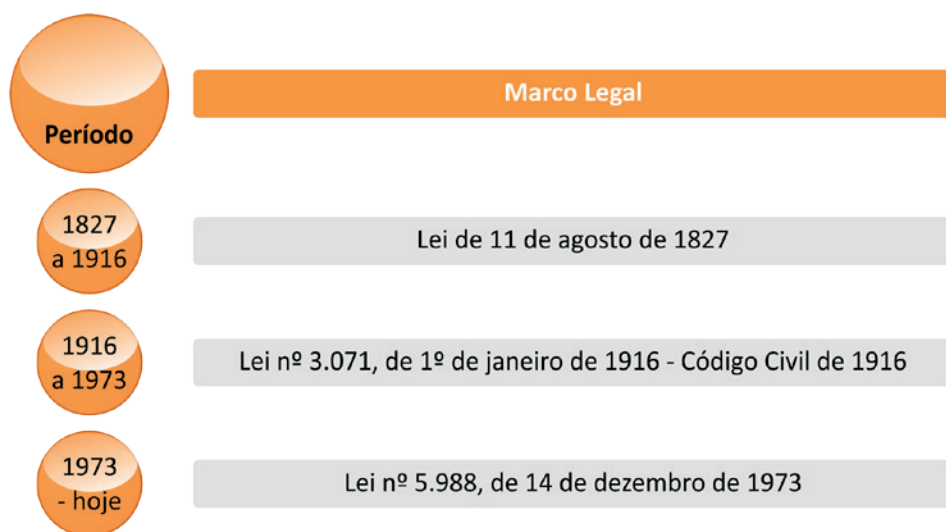 Período
Marco Legal
1827
a 1916
Lei de 11 de agosto de 1827
1916
a 1973
Lei nº 3.071, de 1º de janeiro de 1916 - Código Civil de 1916
1973
- hoje
Lei nº 5.988, de 14 de dezembro de 1973